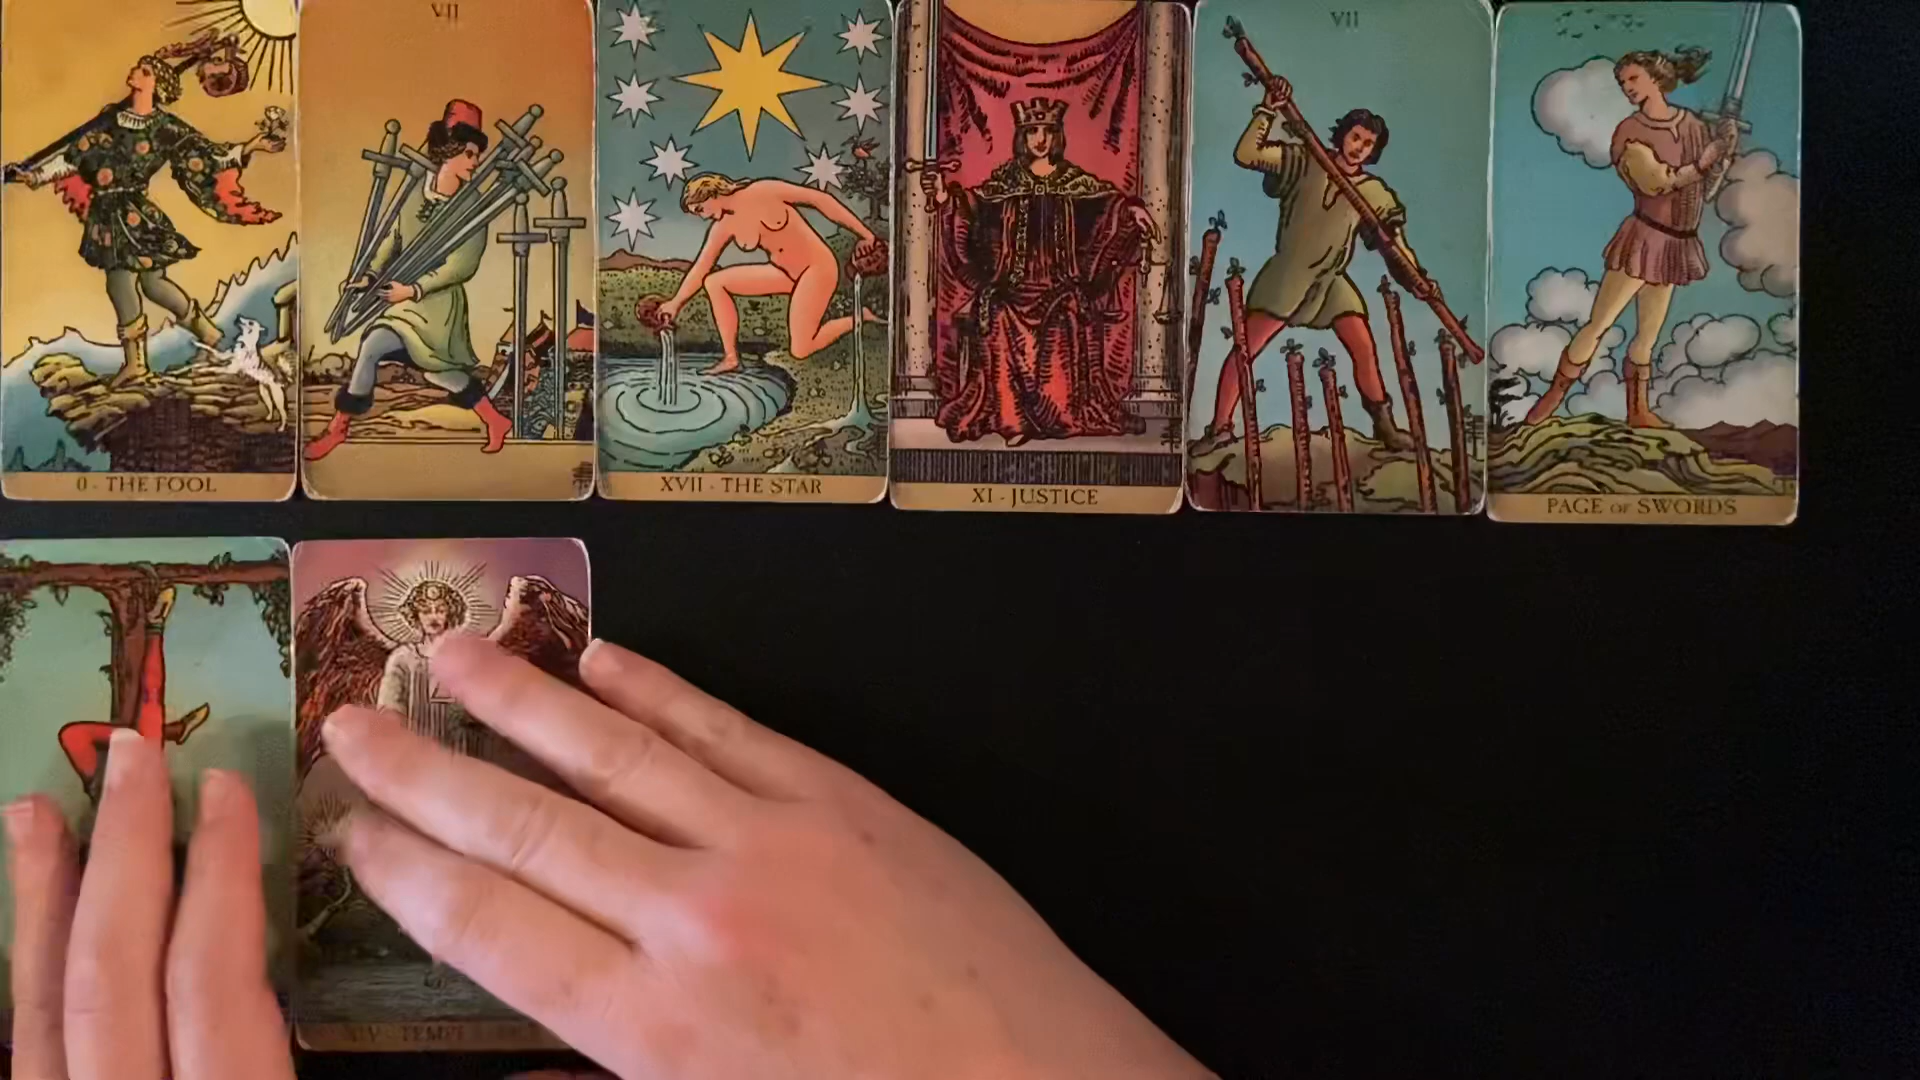 VII
VII
0 - THE FOOL
XVII - THE STAR
XI - JUSTICE
PAGE OF SWORDS